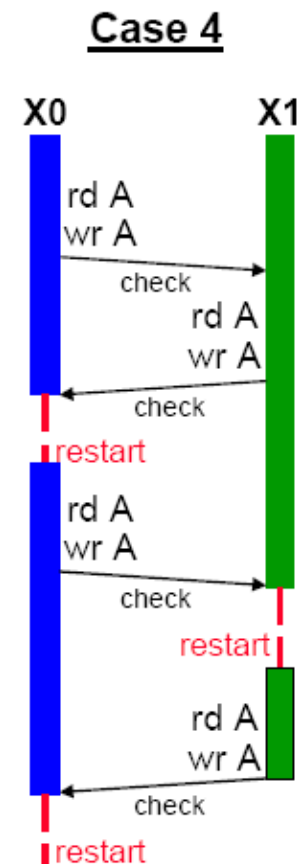 Case 4
X0 X1
rd A
wr A
check
rd A
wr A
check
restart
rd A
wr A
check
restart
rd A
wr A
check
restart